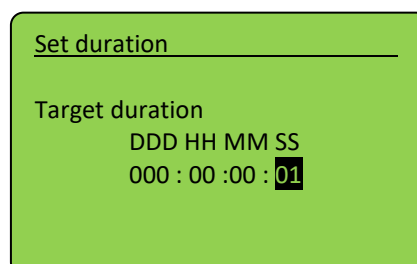 Set duration
Target duration
DDD HH MM SS
000 : 00 :00 : 01